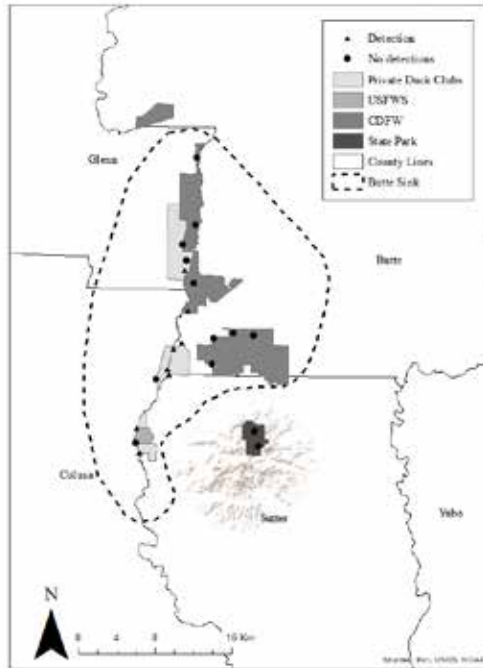 Detection
No detections
Private Duck Clubs
USFWS
CDFW
State Park
County Lines
Butte Sink
Glenn
Butte
Colusa
Sutter
Yuba
N
0 4 8 16 Km